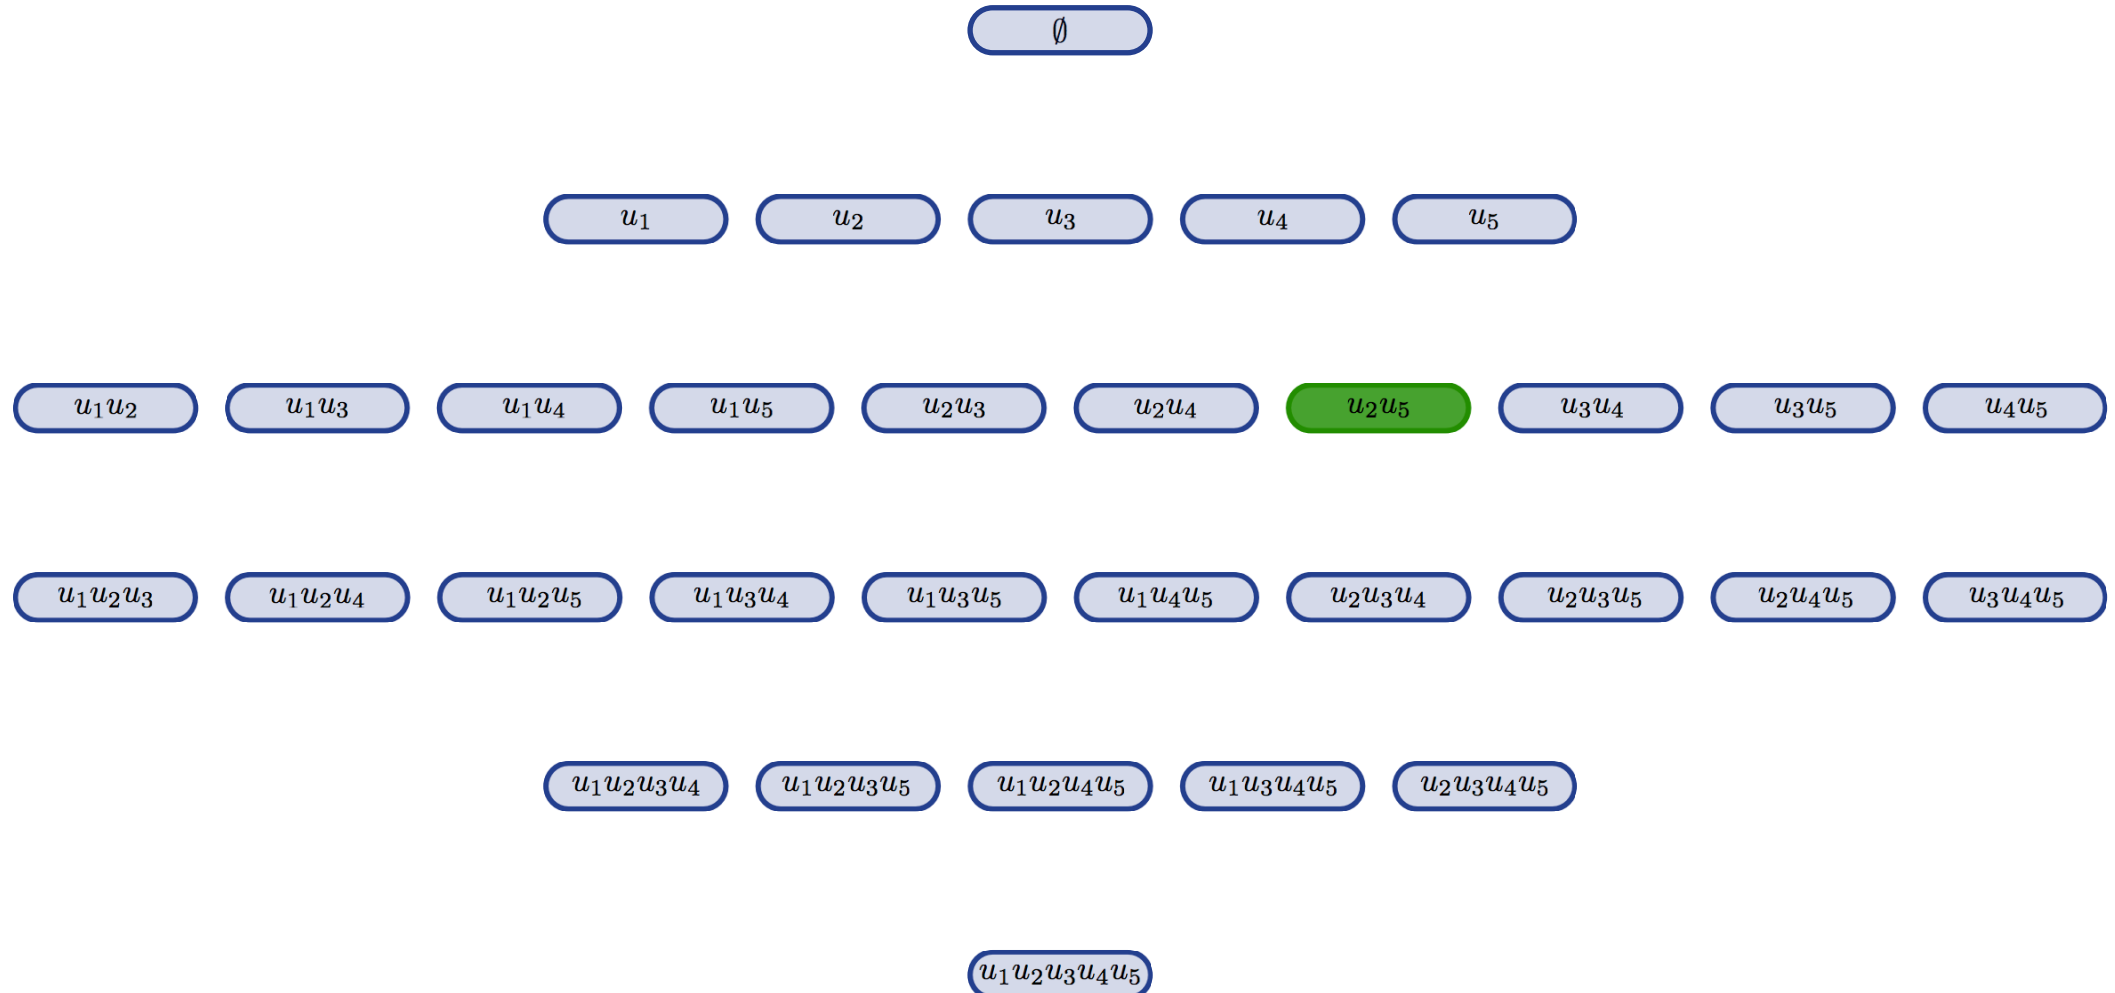 ∅
u₁ u₂ u₃ u₄ u₅
u₁u₂ u₁u₃ u₁u₄ u₁u₅ u₂u₃ u₂u₄ u₂u₅ u₃u₄ u₃u₅ u₄u₅
u₁u₂u₃ u₁u₂u₄ u₁u₂u₅ u₁u₃u₄ u₁u₃u₅ u₁u₄u₅ u₂u₃u₄ u₂u₃u₅ u₂u₄u₅ u₃u₄u₅
u₁u₂u₃u₄ u₁u₂u₃u₅ u₁u₂u₄u₅ u₁u₃u₄u₅ u₂u₃u₄u₅
u₁u₂u₃u₄u₅